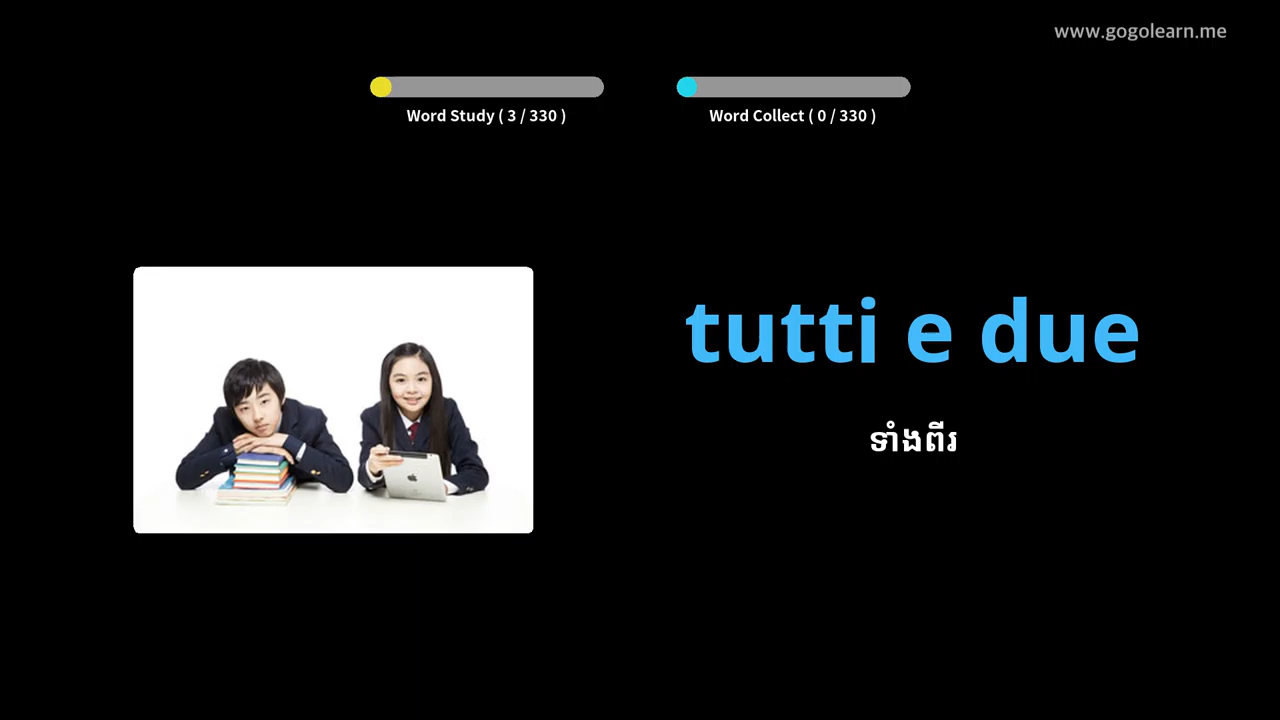 www.gogolearn.me
Word Study ( 3 / 330 )
Word Collect ( 0 / 330 )
tutti e due
ទាំងពីរ